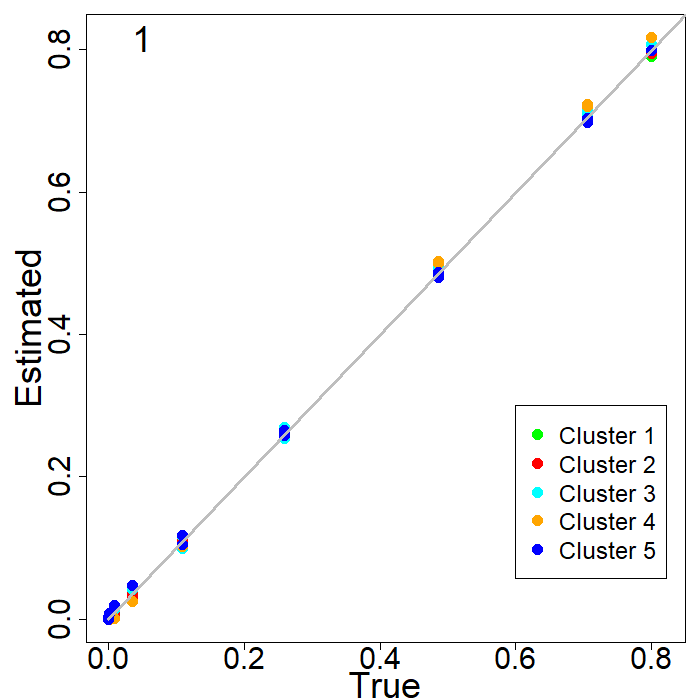 1
0.8
0.6
0.4
0.2
0.0
Estimated
Cluster 1
Cluster 2
Cluster 3
Cluster 4
Cluster 5
0.0 0.2 0.4 0.6 0.8
True